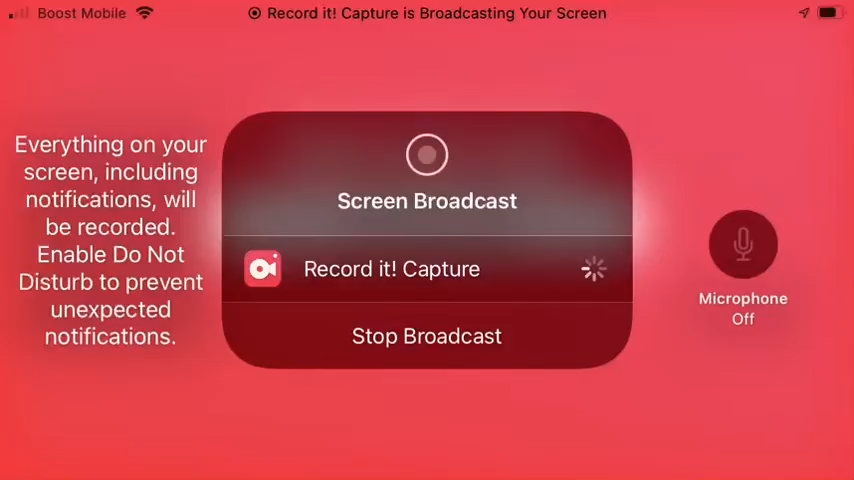 Boost Mobile
Record it! Capture is Broadcasting Your Screen
Everything on your
screen, including
notifications, will
be recorded.
Enable Do Not
Disturb to prevent
unexpected
notifications.
Screen Broadcast
Record it! Capture
Stop Broadcast
Microphone
Off